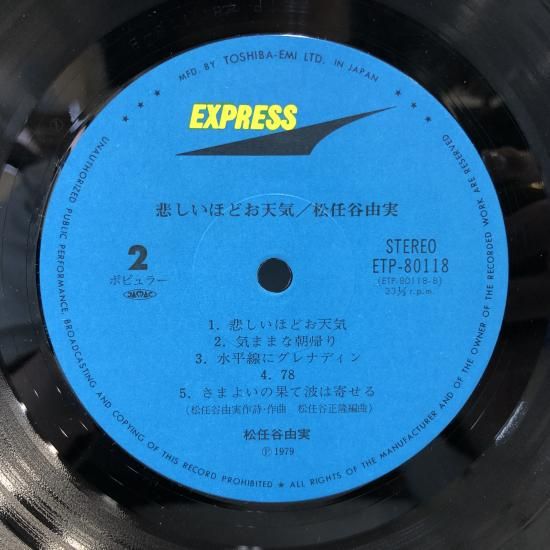 MFD. BY TOSHIBA-EMI LTD. IN JAPAN
EXPRESS
悲しいほどお天気/松任谷由実
2
ポピュラー
JASRAC
STEREO
ETP-80118
(ETP-80118-B)
33⅓ r.p.m.
1. 悲しいほどお天気
2. 気ままな朝帰り
3. 水平線にグレナディン
4. 78
5. さまよいの果て波は寄せる
(松任谷由実作詩・作曲 松任谷正隆編曲)
松任谷由実
Ⓟ 1979
UNAUTHORIZED PUBLIC PERFORMANCE, BROADCASTING AND COPYING OF THIS RECORD PROHIBITED ★ ALL RIGHTS OF THE MANUFACTURER AND OF THE OWNER OF THE RECORDED WORK ARE RESERVED